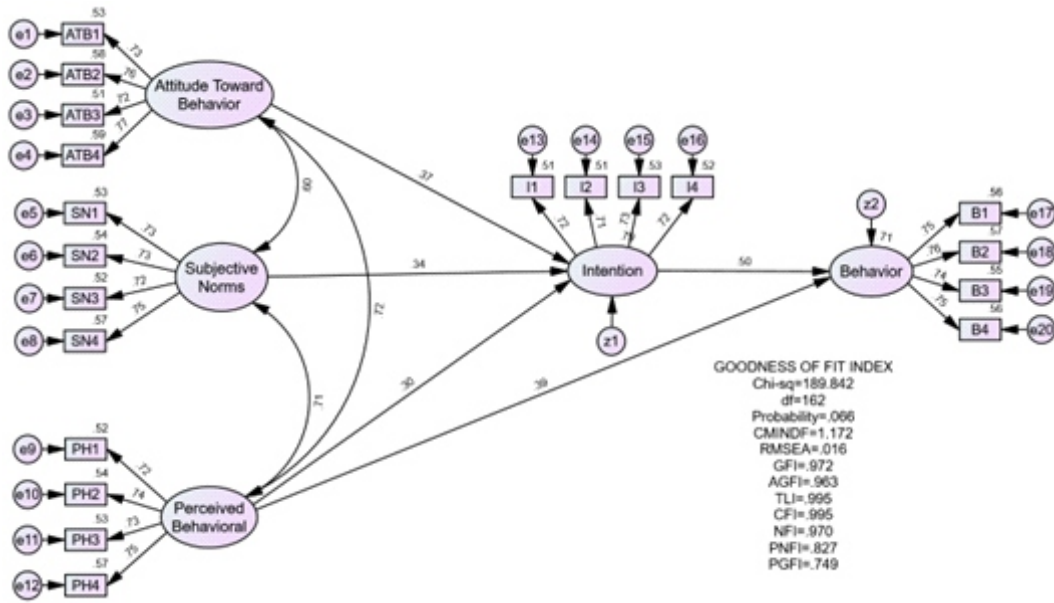 .53
e1 ATB1 .73
.58
e2 ATB2 .76
.51
e3 ATB3 .72
.59
e4 ATB4 .77
Attitude Toward
Behavior
.53
e5 SN1 .73
.54
e6 SN2 .73
.52
e7 SN3 .72
.57
e8 SN4 .75
Subjective
Norms
.52
e9 PH1 .72
.54
e10 PH2 .74
.53
e11 PH3 .73
.57
e12 PH4 .75
Perceived
Behavioral
.60
.72
.71
.37
.34
.30
.39
.50
e13 e14 e15 e16
.51 .51 .53 .52
I1 I2 I3 I4
.72 .71 .73 .72
Intention
z1
z2
.71
Behavior
.56
.75 B1 e17
.57
.76 B2 e18
.55
.74 B3 e19
.56
.75 B4 e20
GOODNESS OF FIT INDEX
Chi-sq=189.842
df=162
Probability=.066
CMINDF=1.172
RMSEA=.016
GFI=.972
AGFI=.963
TLI=.995
CFI=.995
NFI=.970
PNFI=.827
PGFI=.749